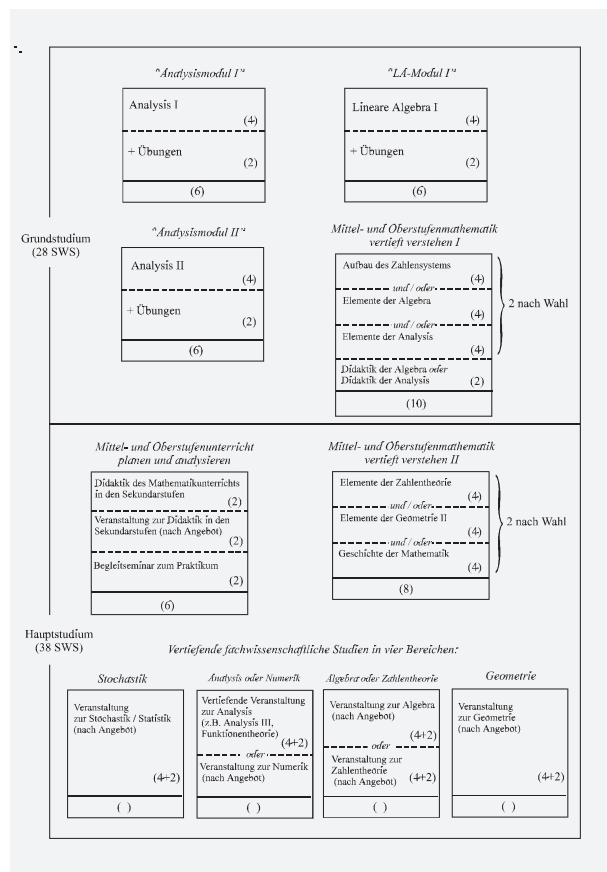 "Analysismodul I"
Analysis I
(4)
+ Übungen
(2)
(6)
"LA-Modul I"
Lineare Algebra I
(4)
+ Übungen
(2)
(6)
Grundstudium
(28 SWS)
"Analysismodul II"
Analysis II
(4)
+ Übungen
(2)
(6)
Mittel- und Oberstufenmathematik
vertieft verstehen I
Aufbau des Zahlensystems
(4)
und / oder
Elemente der Algebra
(4)
und / oder
Elemente der Analysis
(4)
Didaktik der Algebra oder
Didaktik der Analysis (2)
(10)
2 nach Wahl
Mittel- und Oberstufenunterricht
planen und analysieren
Didaktik des Mathematikunterrichts
in den Sekundarstufen
(2)
Veranstaltung zur Didaktik in den
Sekundarstufen (nach Angebot)
(2)
Begleitseminar zum Praktikum
(2)
(6)
Mittel- und Oberstufenmathematik
vertieft verstehen II
Elemente der Zahlentheorie
(4)
und / oder
Elemente der Geometrie II
(4)
und / oder
Geschichte der Mathematik
(4)
(8)
2 nach Wahl
Hauptstudium
(38 SWS)
Vertiefende fachwissenschaftliche Studien in vier Bereichen:
Stochastik
Veranstaltung
zur Stochastik / Statistik
(nach Angebot)
(4+2)
( )
Analysis oder Numerik
Vertiefende Veranstaltung
zur Analysis
(z.B. Analysis III,
Funktionentheorie)
(4+2)
oder
Veranstaltung zur Numerik
(nach Angebot)
( )
Algebra oder Zahlentheorie
Veranstaltung zur Algebra
(nach Angebot)
(4+2)
oder
Veranstaltung zur
Zahlentheorie
(nach Angebot) (4+2)
( )
Geometrie
Veranstaltung
zur Geometrie
(nach Angebot)
(4+2)
( )